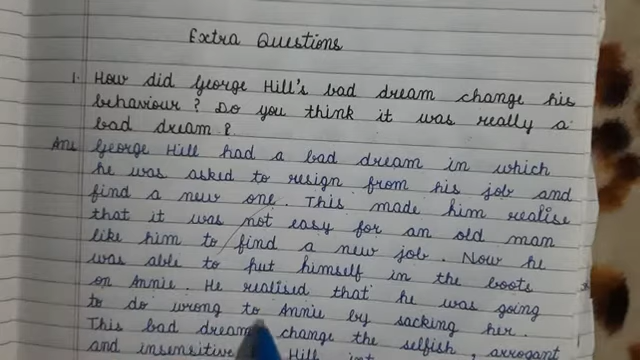 Extra Questions
1. How did George Hill's bad dream change his
behaviour ? Do you think it was really a
bad dream ?
Ans George Hill had a bad dream in which
he was asked to resign from his job and
find a new one. This made him realise
that it was not easy for an old man
like him to find a new job. Now he
was able to put himself in the boots
on Annie. He realised that he was going
to do wrong to Annie by sacking her.
This bad dream change the selfish, arrogant
and insensitive Hill